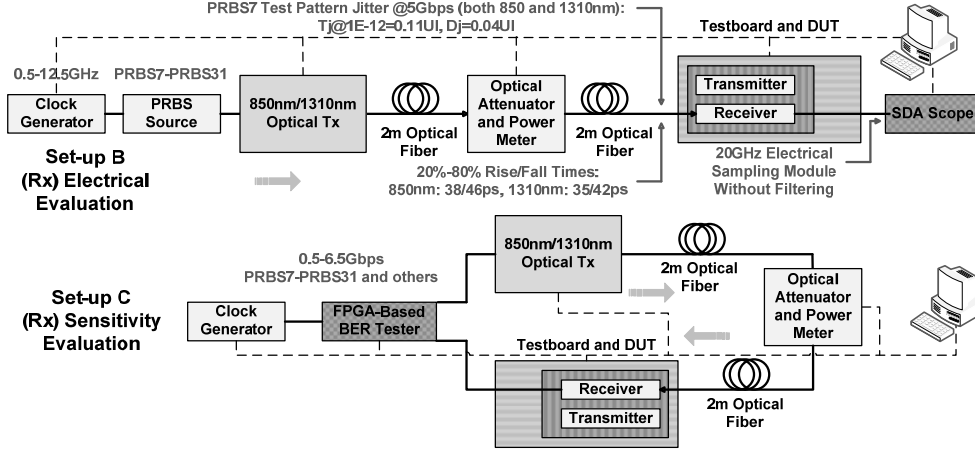 PRBS7 Test Pattern Jitter @5Gbps (both 850 and 1310nm):
Tj@1E-12=0.11UI, Dj=0.04UI
Testboard and DUT
0.5-12.5GHz
PRBS7-PRBS31
Clock
Generator
PRBS
Source
850nm/1310nm
Optical Tx
2m Optical
Fiber
Optical
Attenuator
and Power
Meter
2m Optical
Fiber
Transmitter
Receiver
SDA Scope
Set-up B
(Rx) Electrical
Evaluation
20%-80% Rise/Fall Times:
850nm: 38/46ps, 1310nm: 35/42ps
20GHz Electrical
Sampling Module
Without Filtering
Set-up C
(Rx) Sensitivity
Evaluation
0.5-6.5Gbps
PRBS7-PRBS31 and others
Clock
Generator
FPGA-Based
BER Tester
850nm/1310nm
Optical Tx
2m Optical
Fiber
Optical
Attenuator
and Power
Meter
Testboard and DUT
Receiver
Transmitter
2m Optical
Fiber